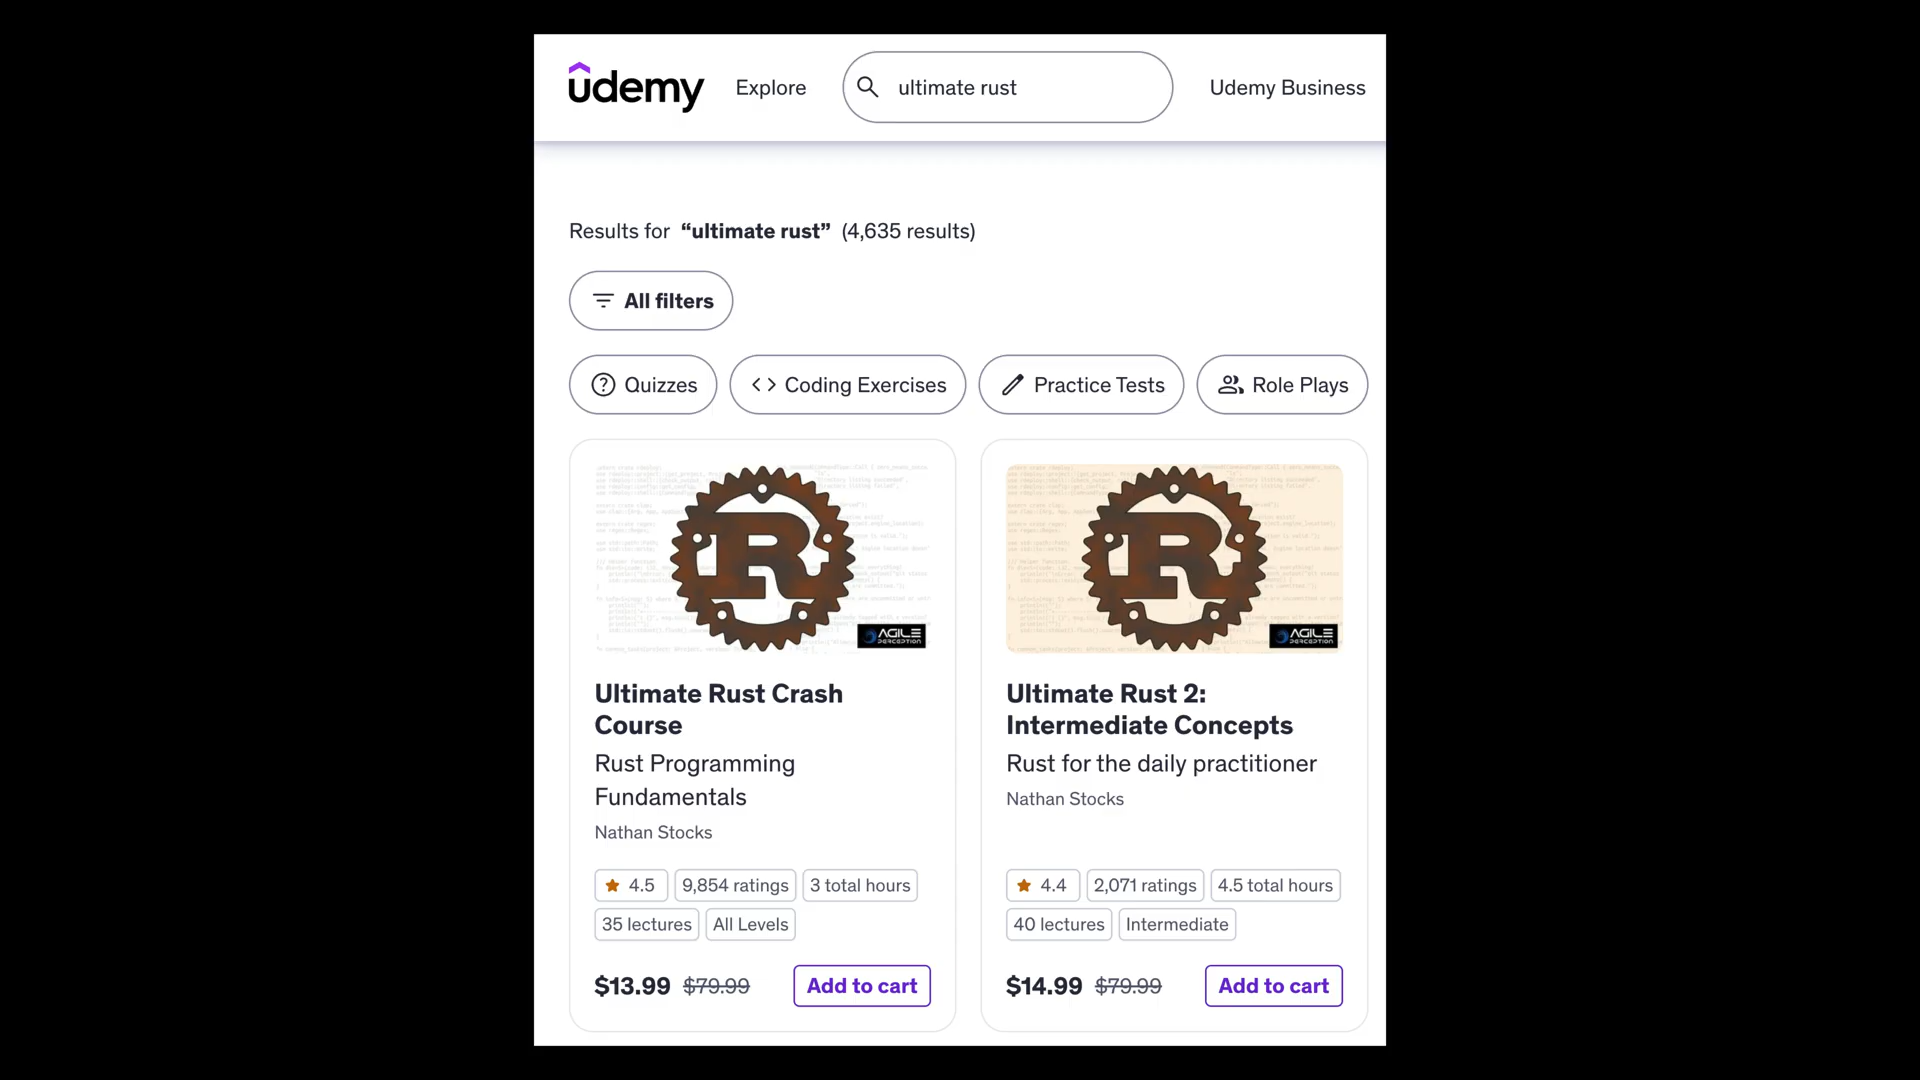 udemy
Explore
ultimate rust
Udemy Business
Results for “ultimate rust” (4,635 results)
All filters
Quizzes
Coding Exercises
Practice Tests
Role Plays
R
AGILE
PERCEPTION
R
AGILE
PERCEPTION
Ultimate Rust Crash
Course
Rust Programming
Fundamentals
Nathan Stocks
4.5
9,854 ratings
3 total hours
35 lectures
All Levels
$13.99 $79.99
Add to cart
Ultimate Rust 2:
Intermediate Concepts
Rust for the daily practitioner
Nathan Stocks
4.4
2,071 ratings
4.5 total hours
40 lectures
Intermediate
$14.99 $79.99
Add to cart